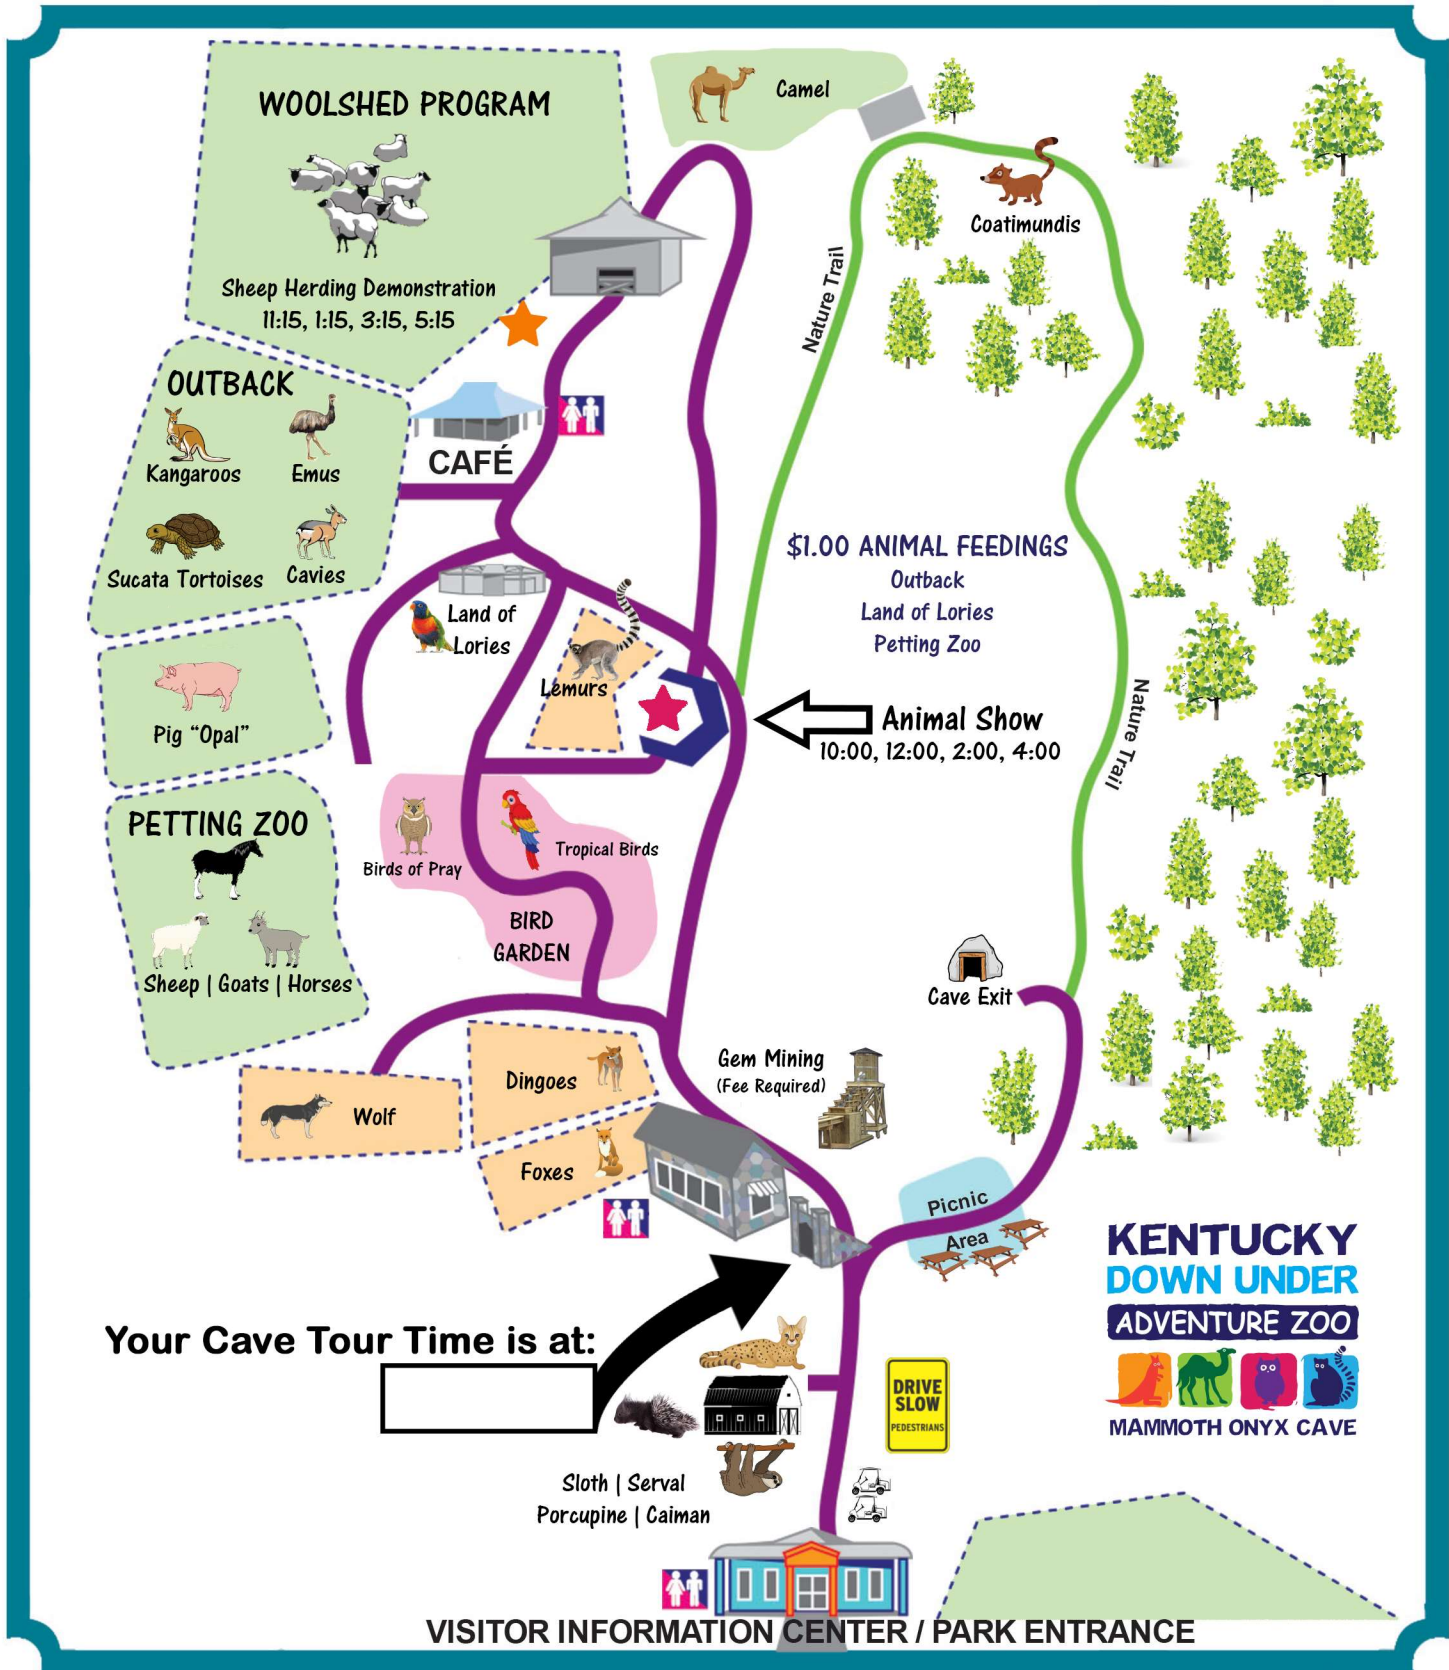 WOOLSHED PROGRAM
Sheep Herding Demonstration
11:15, 1:15, 3:15, 5:15
Camel
Coatimundis
Nature Trail
OUTBACK
Kangaroos
Emus
Sucata Tortoises
Cavies
CAFÉ
Land of
Lories
Lemurs
$1.00 ANIMAL FEEDINGS
Outback
Land of Lories
Petting Zoo
Animal Show
10:00, 12:00, 2:00, 4:00
Nature Trail
Pig “Opal”
PETTING ZOO
Sheep | Goats | Horses
Birds of Pray
Tropical Birds
BIRD
GARDEN
Cave Exit
Wolf
Dingoes
Foxes
Gem Mining
(Fee Required)
Picnic
Area
KENTUCKY
DOWN UNDER
ADVENTURE ZOO
MAMMOTH ONYX CAVE
Your Cave Tour Time is at:
DRIVE
SLOW
PEDESTRIANS
Sloth | Serval
Porcupine | Caiman
VISITOR INFORMATION CENTER / PARK ENTRANCE